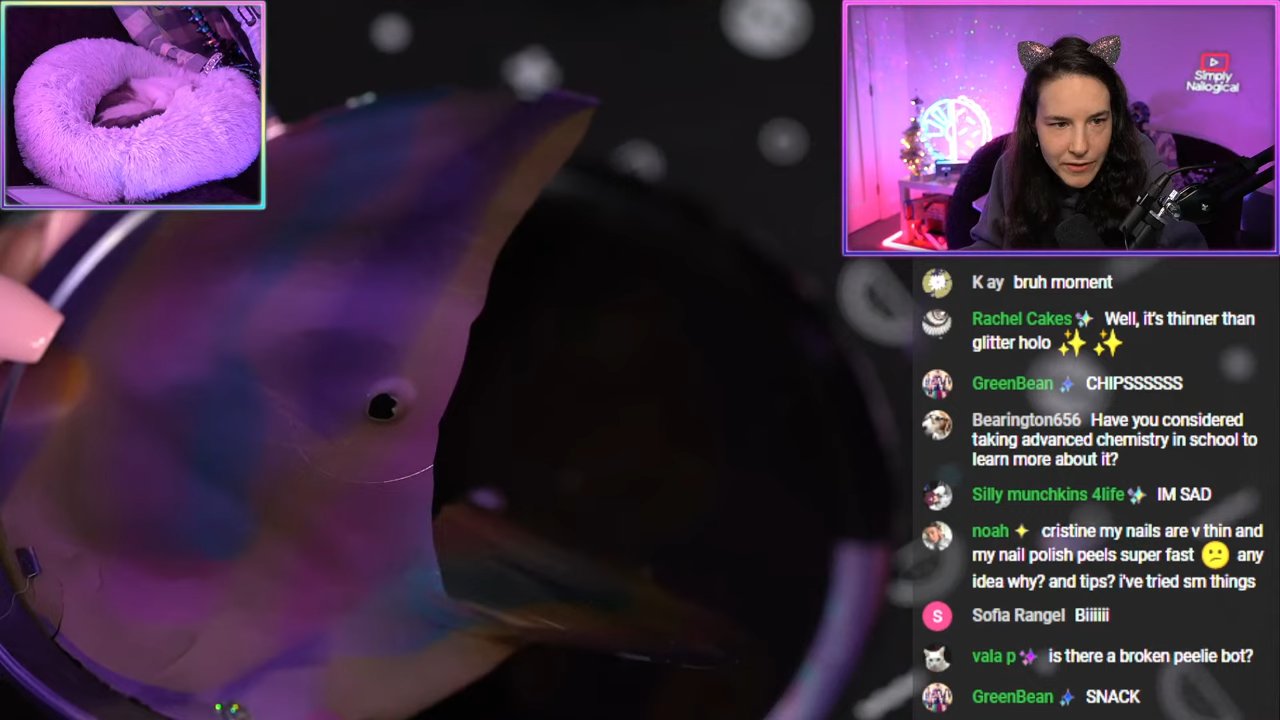 Simply
Nailogical
K ay bruh moment
Rachel Cakes Well, it's thinner than
glitter holo
GreenBean CHIPSSSSSS
Bearington656 Have you considered
taking advanced chemistry in school to
learn more about it?
Silly munchkins 4life IM SAD
noah cristine my nails are v thin and
my nail polish peels super fast any
idea why? and tips? i've tried sm things
S Sofia Rangel Biiiiii
vala p is there a broken peelie bot?
GreenBean SNACK